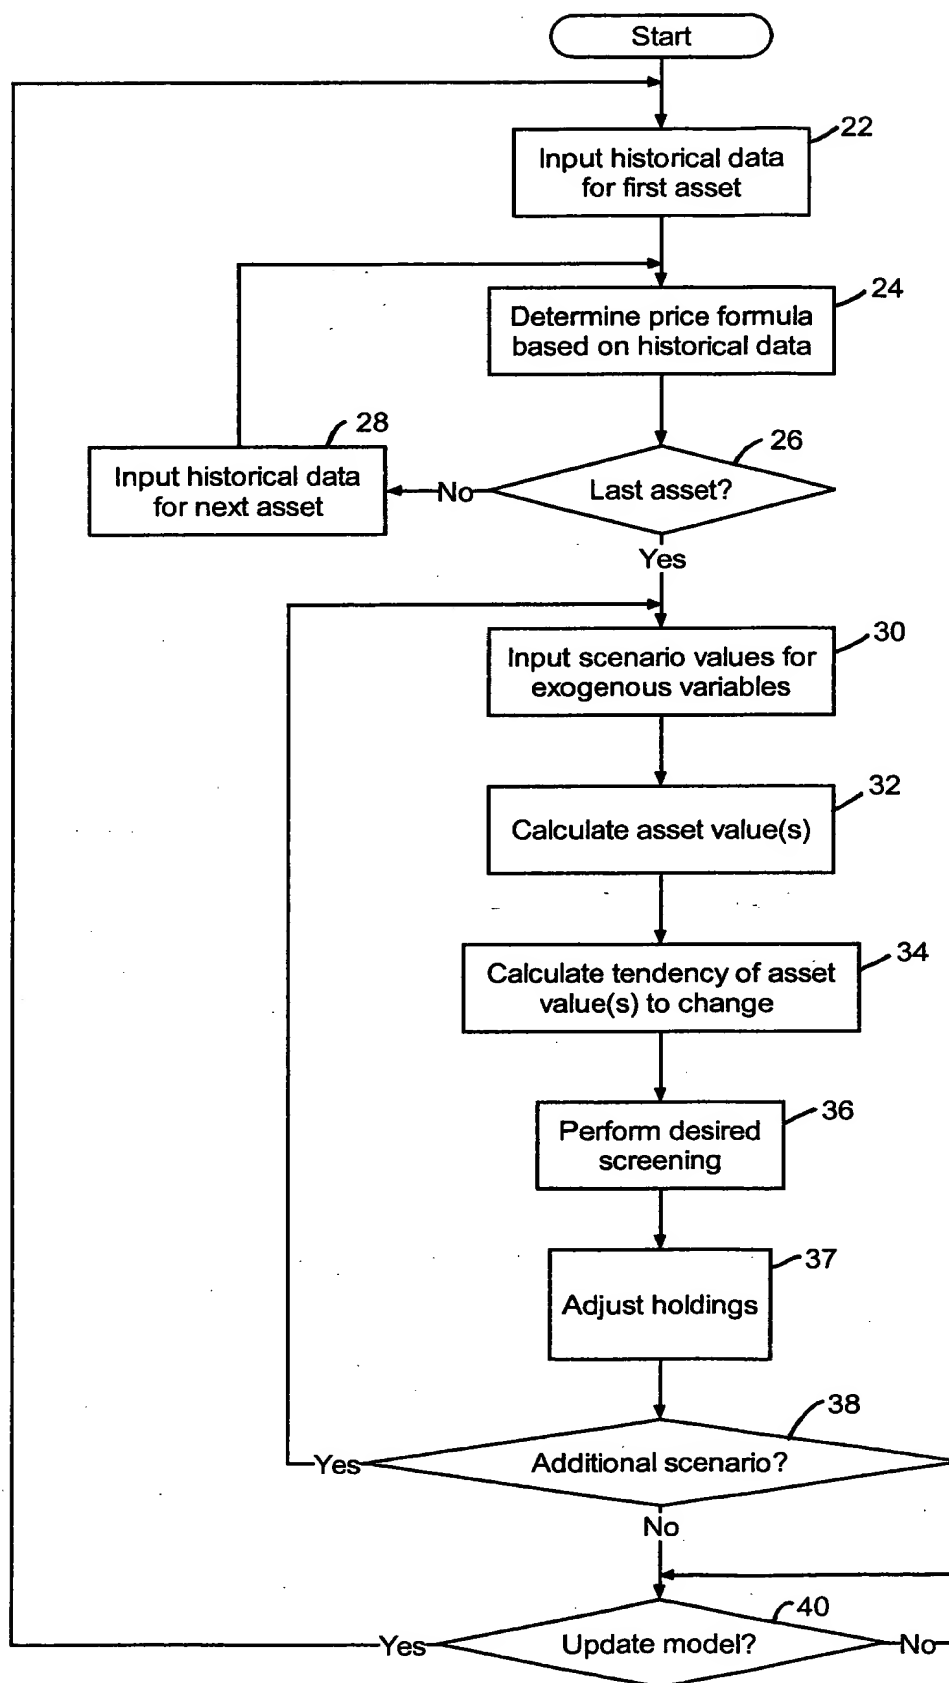 Start
22
Input historical data
for first asset
24
Determine price formula
based on historical data
28
26
Input historical data
for next asset
No
Last asset?
Yes
30
Input scenario values for
exogenous variables
32
Calculate asset value(s)
34
Calculate tendency of asset
value(s) to change
36
Perform desired
screening
37
Adjust holdings
38
Yes
Additional scenario?
No
40
Yes
Update model?
No